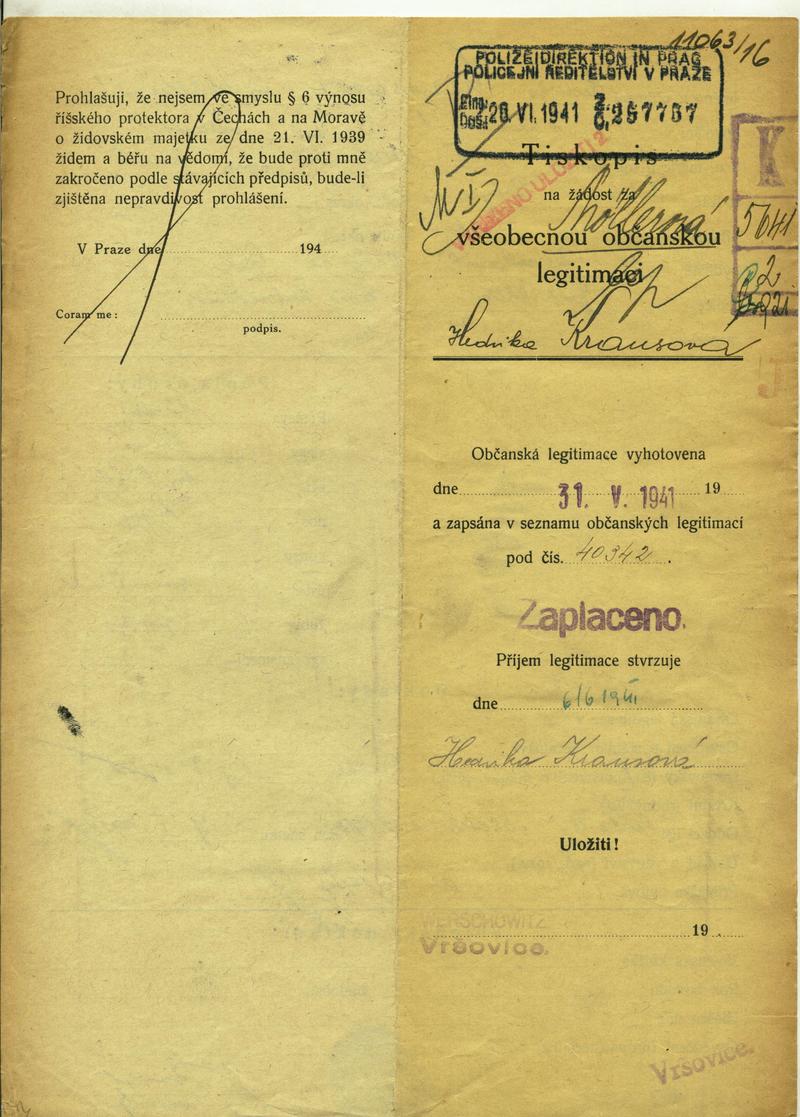 Prohlašuji, že nejsem ve smyslu § 6 výnosu
říšského protektora v Čechách a na Moravě
o židovském majetku ze dne 21. VI. 1939
židem a béřu na vědomí, že bude proti mně
zakročeno podle stávajících předpisů, bude-li
zjištěna nepravdivost prohlášení.
V Praze dne 194
Coram me:
podpis.
11063/16
POLIZEIDIREKTION IN PRAG
POLICEJNÍ ŘEDITELSTVÍ V PRAZE
VI. 1941
Tiskopis
na žádost za
všeobecnou občanskou
legitimaci
K
5641
Hedvika Krausová
J
Občanská legitimace vyhotovena
dne 31. V. 1941 19
a zapsána v seznamu občanských legitimací
pod čís. 40342.
Zaplaceno.
Příjem legitimace stvrzuje
dne 6/6 1941
Hedvika Krausová
Uložiti!
WERSCHOWITZ
Vršovice.
19
Vršovice.